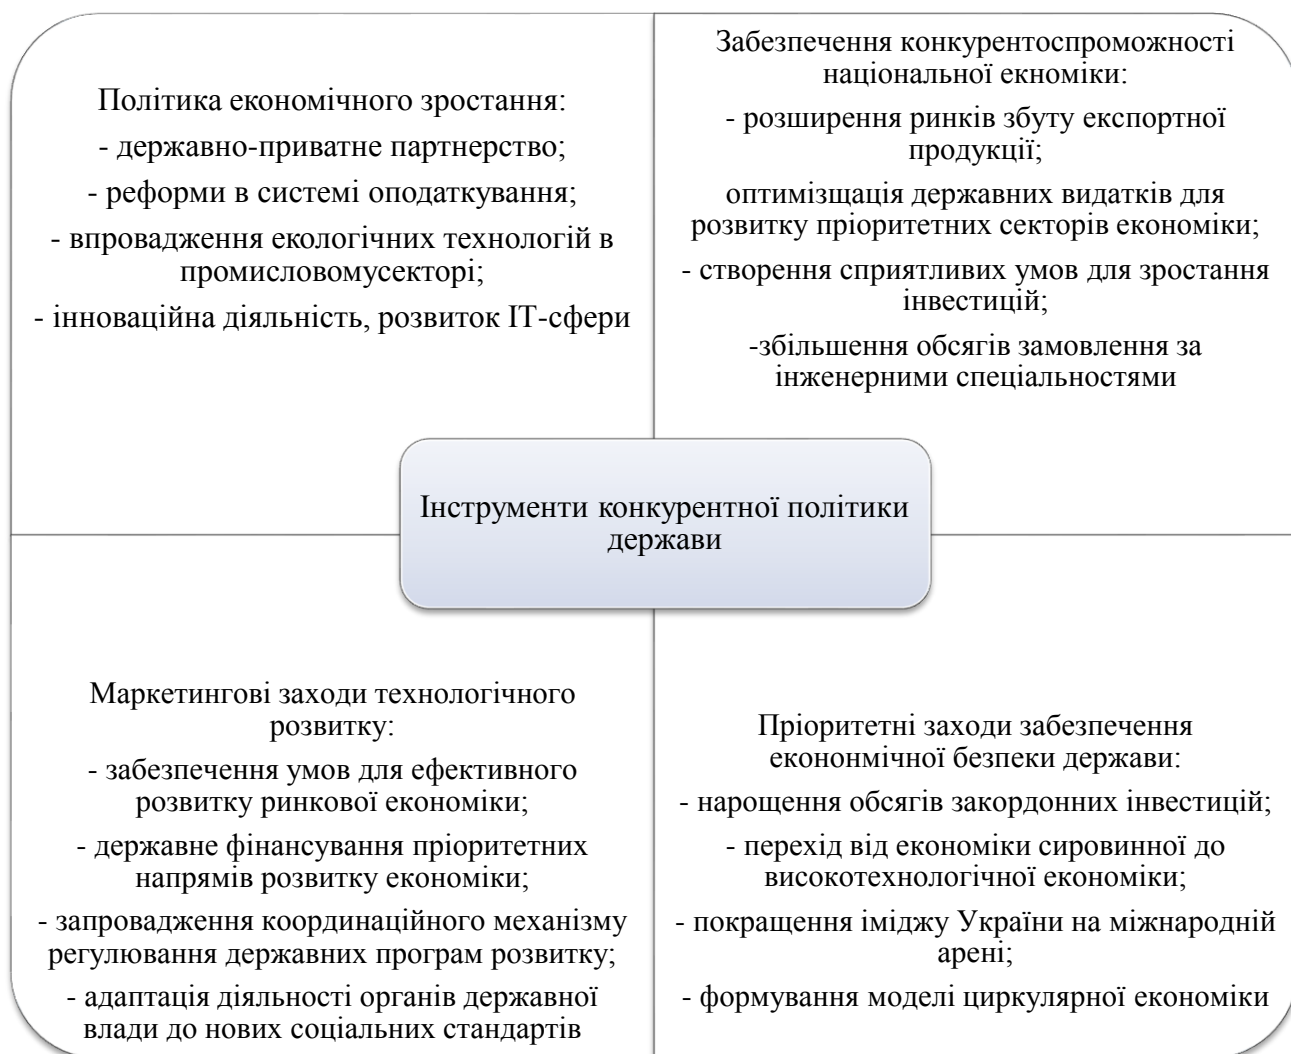 Політика економічного зростання:
- державно-приватне партнерство;
- реформи в системі оподаткування;
- впровадження екологічних технологій в
промисловомусекторі;
- інноваційна діяльність, розвиток ІТ-сфери
Забезпечення конкурентоспроможності
національної екноміки:
- розширення ринків збуту експортної
продукції;
оптимізщація державних видатків для
розвитку пріоритетних секторів економіки;
- створення сприятливих умов для зростання
інвестицій;
-збільшення обсягів замовлення за
інженерними спеціальностями
Інструменти конкурентної політики
держави
Маркетингові заходи технологічного
розвитку:
- забезпечення умов для ефективного
розвитку ринкової економіки;
- державне фінансування пріоритетних
напрямів розвитку економіки;
- запровадження координаційного механізму
регулювання державних програм розвитку;
- адаптація діяльності органів державної
влади до нових соціальних стандартів
Пріоритетні заходи забезпечення
екононмічної безпеки держави:
- нарощення обсягів закордонних інвестицій;
- перехід від економіки сировинної до
високотехнологічної економіки;
- покращення іміджу України на міжнародній
арені;
- формування моделі циркулярної економіки